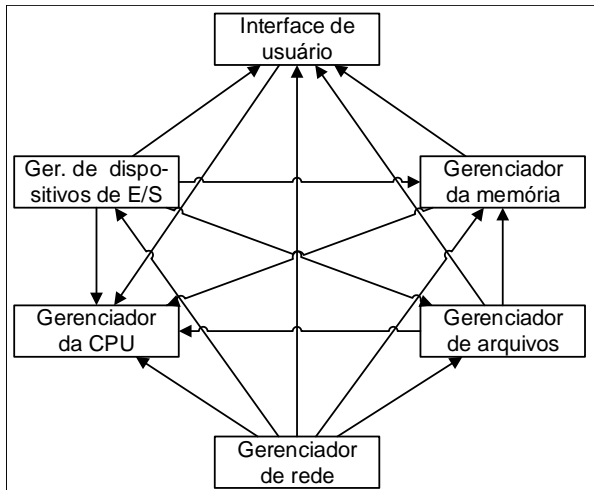 Interface de
usuário
Ger. de dispo-
sitivos de E/S
Gerenciador
da memória
Gerenciador
da CPU
Gerenciador
de arquivos
Gerenciador
de rede